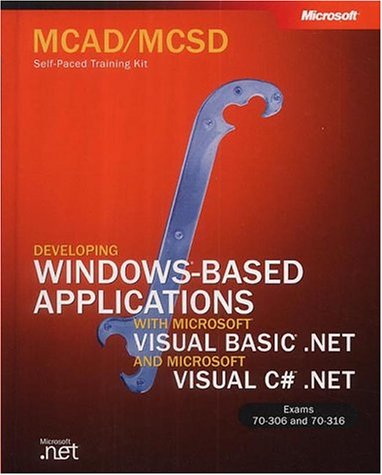 Microsoft
MCAD/MCSD
Self-Paced Training Kit
DEVELOPING
WINDOWS®-BASED
APPLICATIONS
WITH MICROSOFT
VISUAL BASIC® .NET
AND MICROSOFT
VISUAL C#® .NET
Exams
70-306 and 70-316
Microsoft
.net